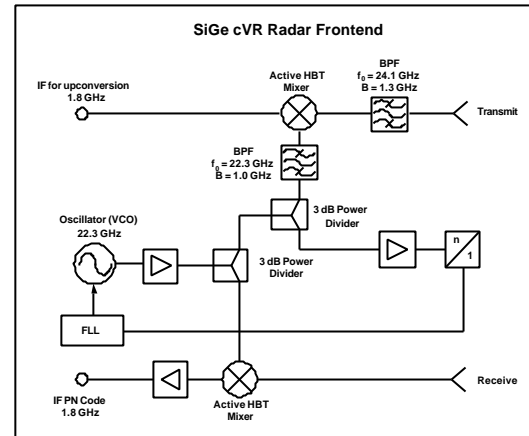 SiGe cVR Radar Frontend
BPF
f0 = 24.1 GHz
B = 1.3 GHz
Active HBT
Mixer
IF for upconversion
1.8 GHz
Transmit
BPF
f0 = 22.3 GHz
B = 1.0 GHz
3 dB Power
Divider
Oscillator (VCO)
22.3 GHz
3 dB Power
Divider
n
1
FLL
IF PN Code
1.8 GHz
Active HBT
Mixer
Receive